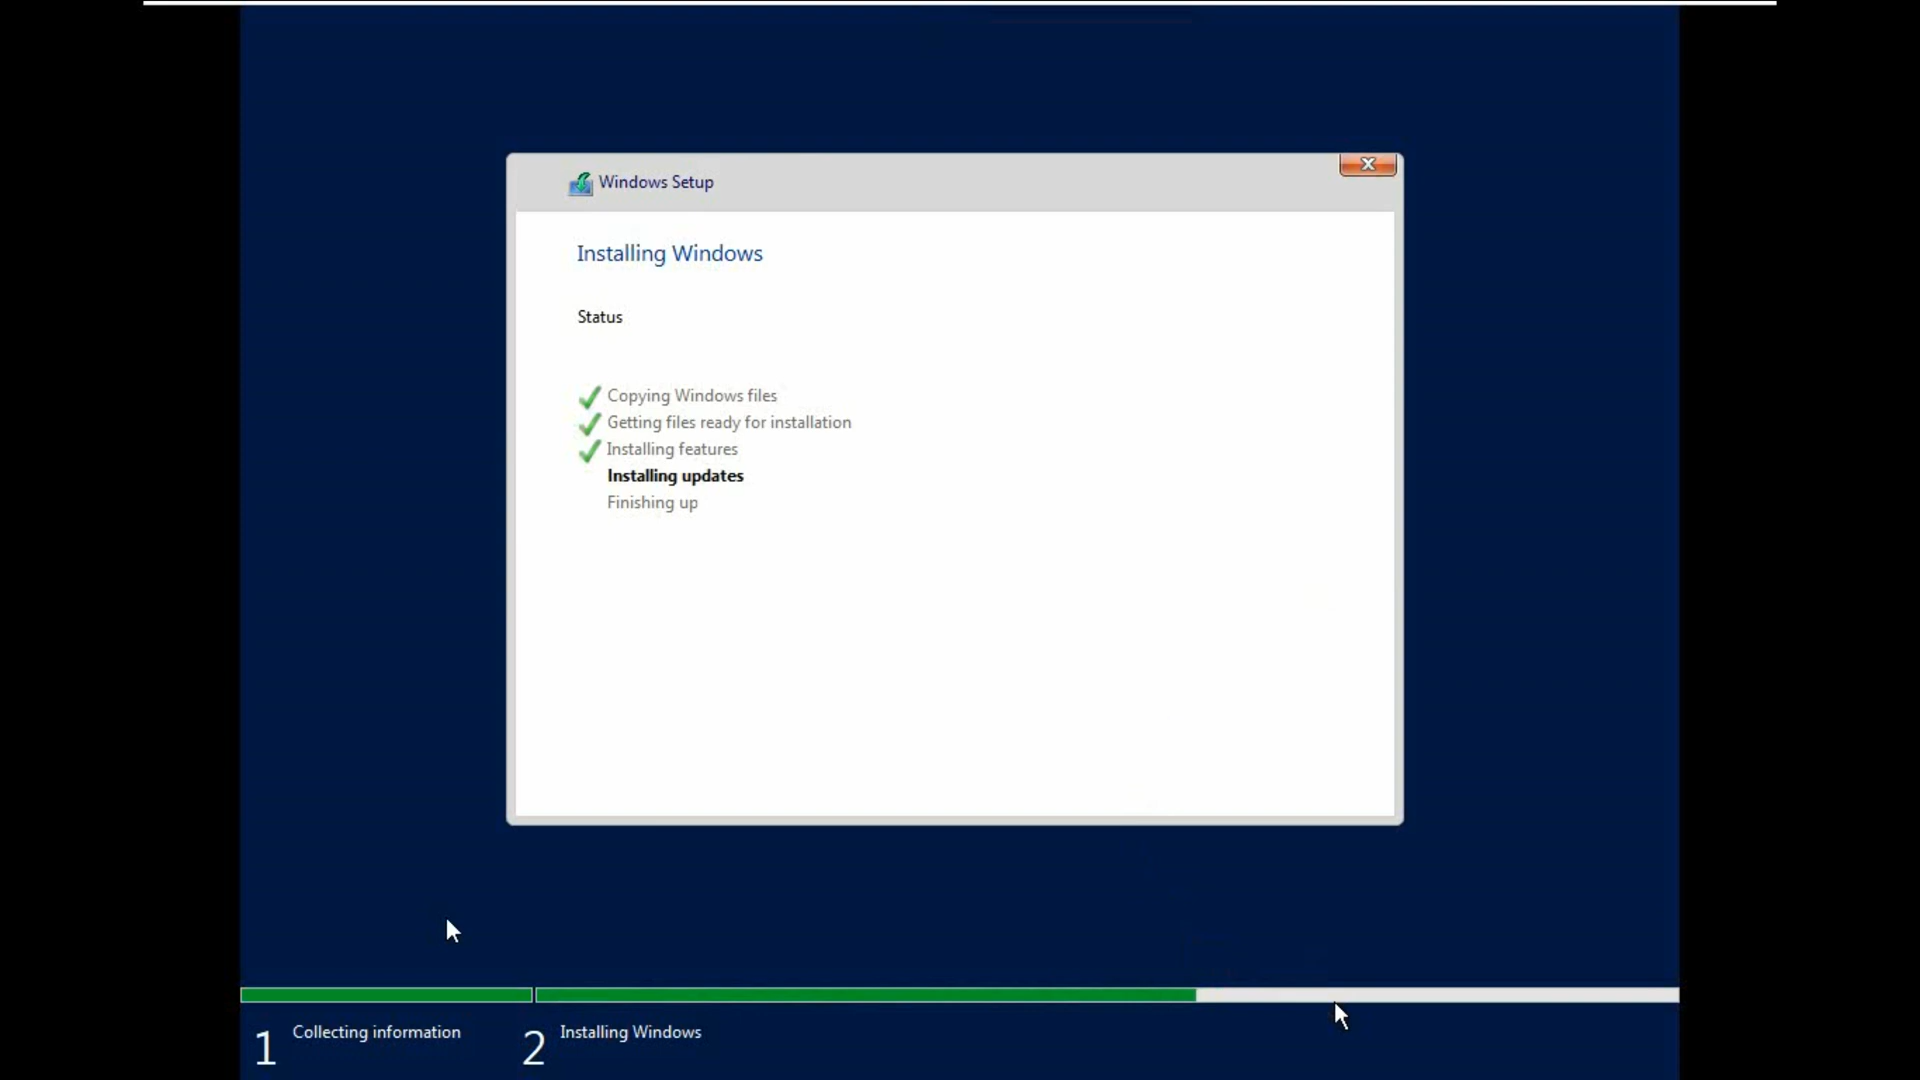 Windows Setup
Installing Windows
Status
Copying Windows files
Getting files ready for installation
Installing features
Installing updates
Finishing up
1 Collecting information
2 Installing Windows